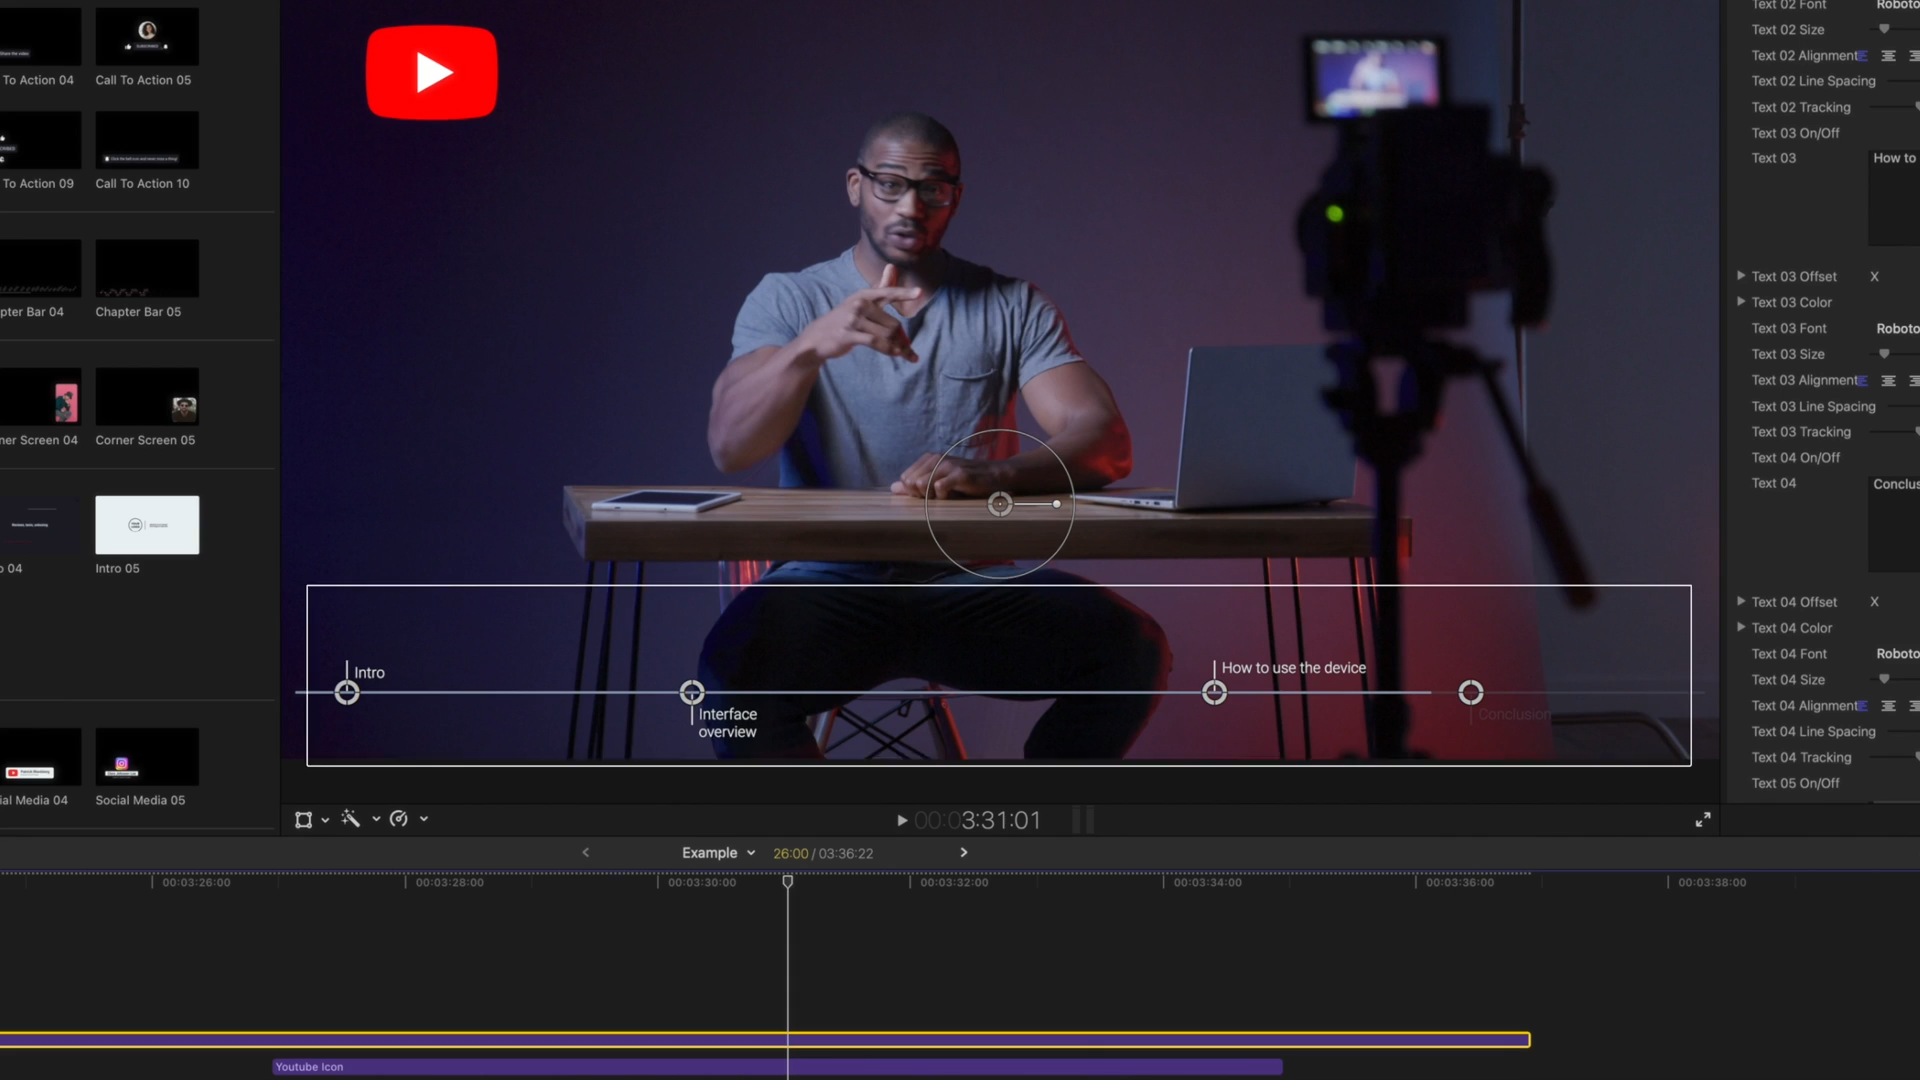 To Action 04
Call To Action 05
To Action 09
Call To Action 10
pter Bar 04
Chapter Bar 05
ner Screen 04
Corner Screen 05
o 04
Intro 05
ial Media 04
Social Media 05
Intro
Interface
overview
How to use the device
Conclusion
Text 02 Font
Roboto
Text 02 Size
Text 02 Alignment
Text 02 Line Spacing
Text 02 Tracking
Text 03 On/Off
Text 03
How to
Text 03 Offset
X
Text 03 Color
Text 03 Font
Roboto
Text 03 Size
Text 03 Alignment
Text 03 Line Spacing
Text 03 Tracking
Text 04 On/Off
Text 04
Conclus
Text 04 Offset
X
Text 04 Color
Text 04 Font
Roboto
Text 04 Size
Text 04 Alignment
Text 04 Line Spacing
Text 04 Tracking
Text 05 On/Off
00:03:31:01
Example
26:00 / 03:36:22
00:03:26:00
00:03:28:00
00:03:30:00
00:03:32:00
00:03:34:00
00:03:36:00
00:03:38:00
Youtube Icon